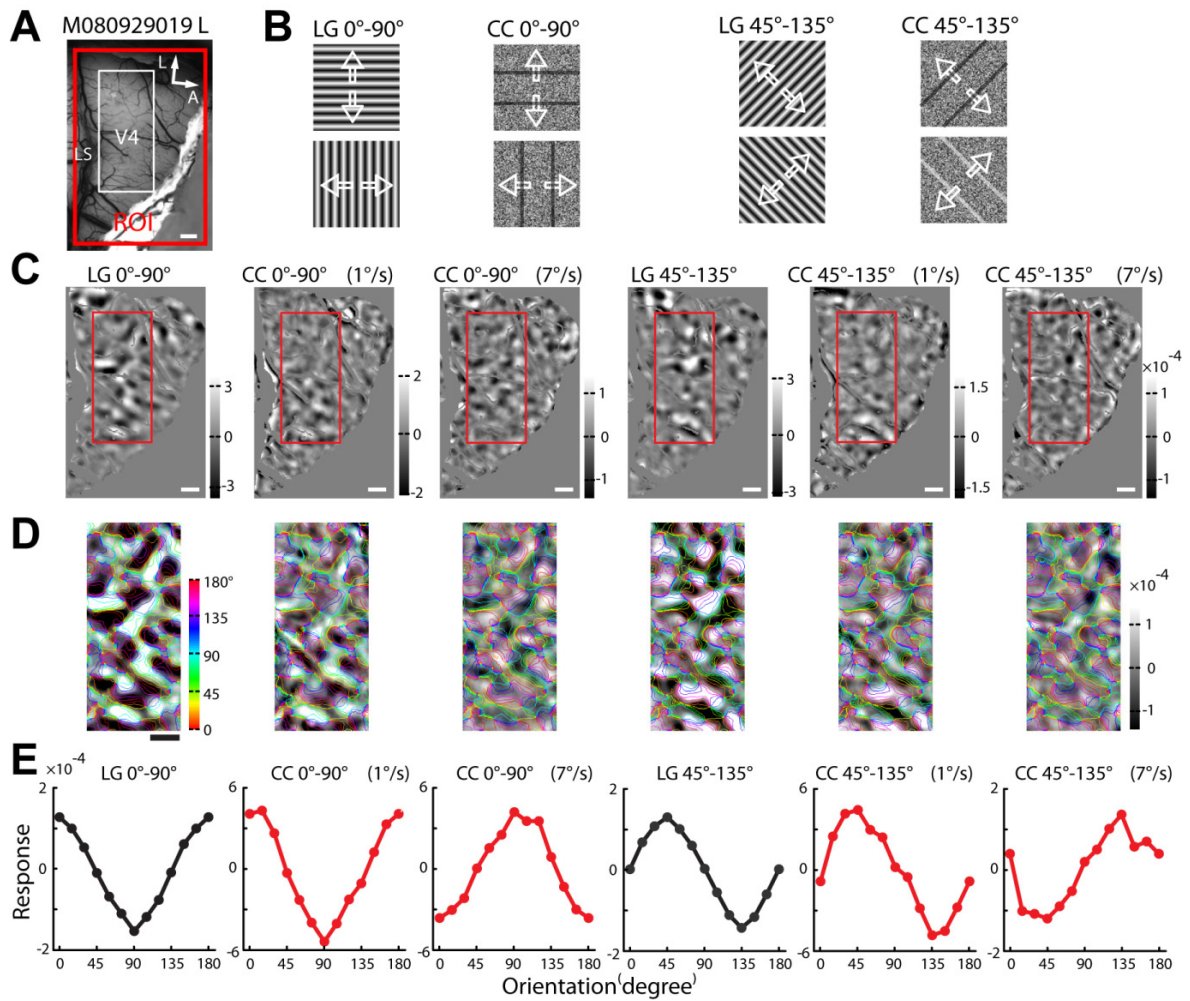 A
M080929019 L
L
A
V4
LS
ROI
B
LG 0°-90° CC 0°-90° LG 45°-135° CC 45°-135°
C
LG 0°-90° CC 0°-90° (1°/s) CC 0°-90° (7°/s) LG 45°-135° CC 45°-135° (1°/s) CC 45°-135° (7°/s)
×10⁻⁴
3 2 1 3 1.5 1
0 0 0 0 0 0
-3 -2 -1 -3 -1.5 -1
D
180°
135
90
45
0
×10⁻⁴
1
0
-1
E
×10⁻⁴ LG 0°-90° CC 0°-90° (1°/s) CC 0°-90° (7°/s) LG 45°-135° CC 45°-135° (1°/s) CC 45°-135° (7°/s)
2 6 6 2 6 2
Response
0 0 0 0 0 0
-2 -6 -6 -2 -6 -2
0 45 90 135 180 0 45 90 135 180 0 45 90 135 180 0 45 90 135 180 0 45 90 135 180 0 45 90 135 180
Orientation(degree)